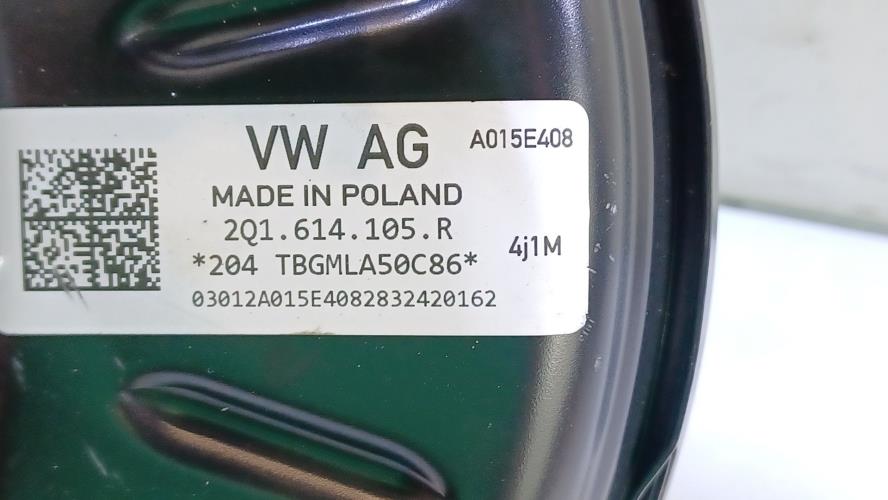 VW AG A015E408
MADE IN POLAND
2Q1.614.105.R
4j1M
*204 TBGMLA50C86*
03012A015E4082832420162